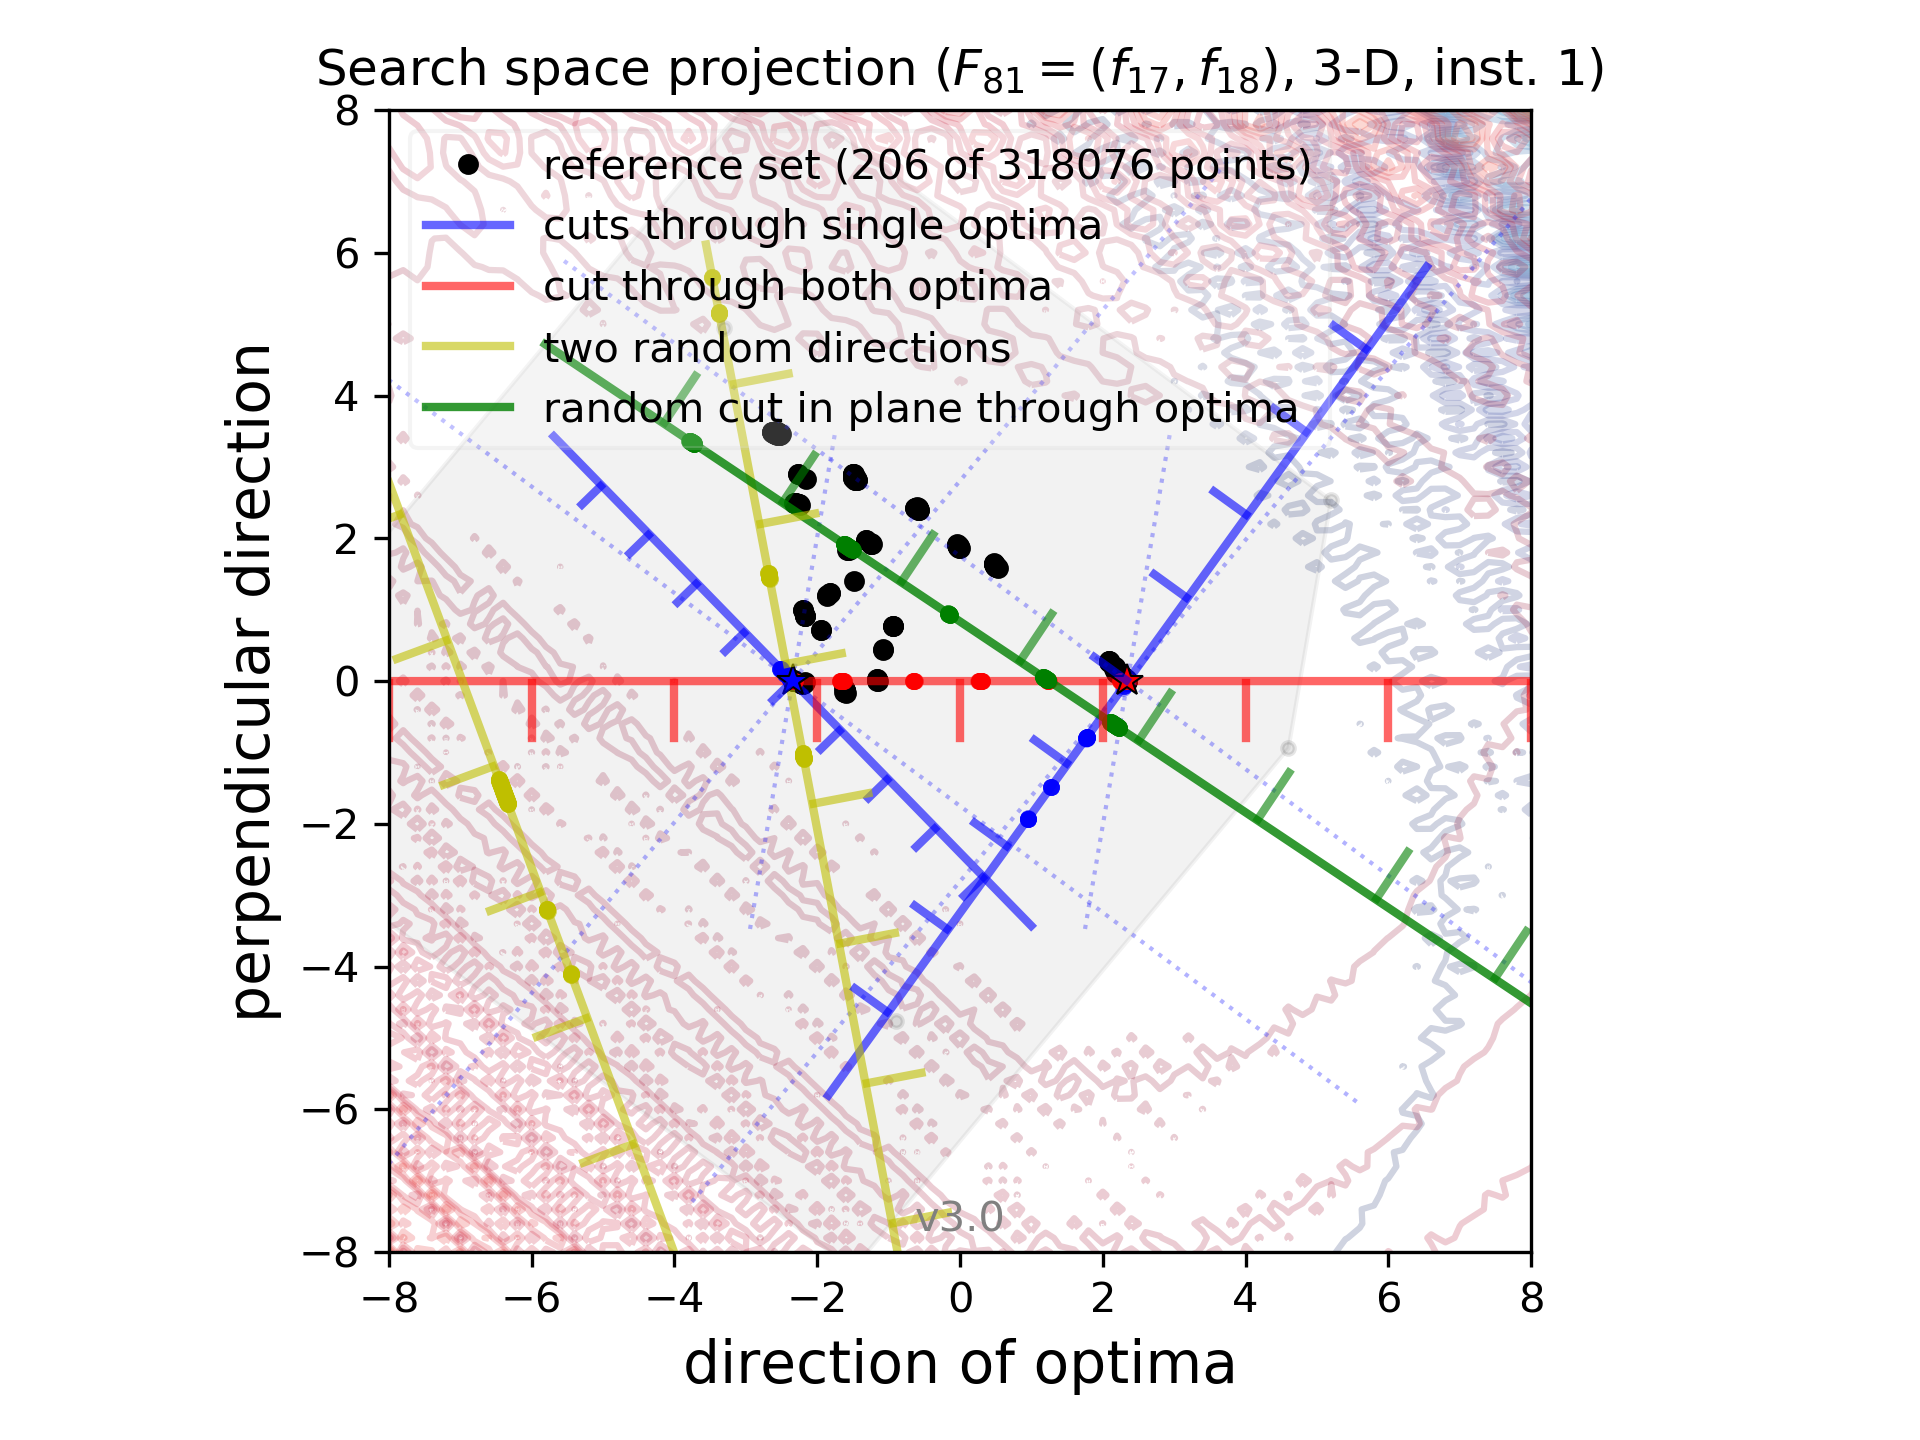 Search space projection (F₈₁ = (f₁₇, f₁₈), 3-D, inst. 1)
reference set (206 of 318076 points)
cuts through single optima
cut through both optima
two random directions
random cut in plane through optima
perpendicular direction
8
6
4
2
0
−2
−4
−6
−8
v3.0
−8 −6 −4 −2 0 2 4 6 8
direction of optima